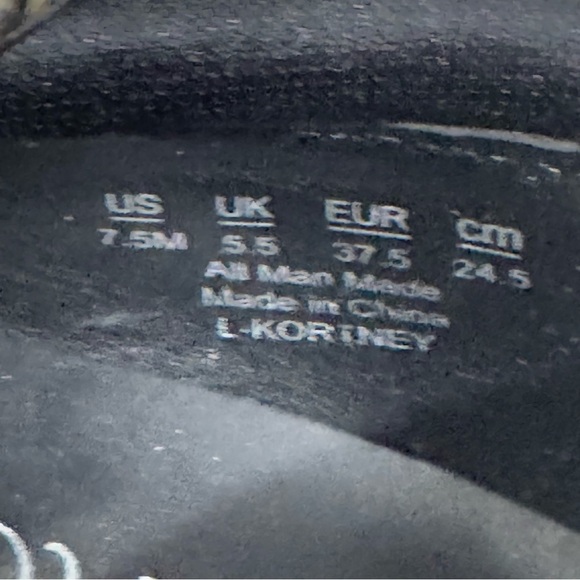 US UK EUR cm
7.5M 5.5 37.5 24.5
All Man Made
Made in China
L-KORTNEY